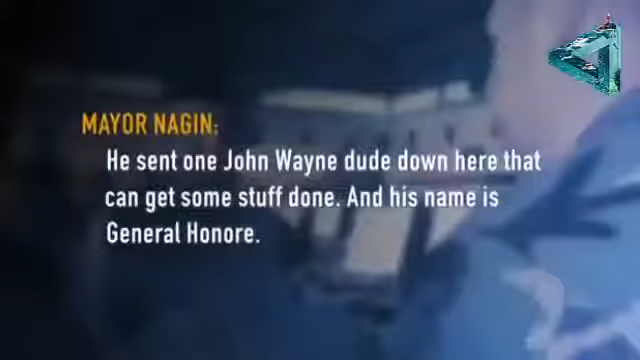 MAYOR NAGIN:
He sent one John Wayne dude down here that
can get some stuff done. And his name is
General Honore.